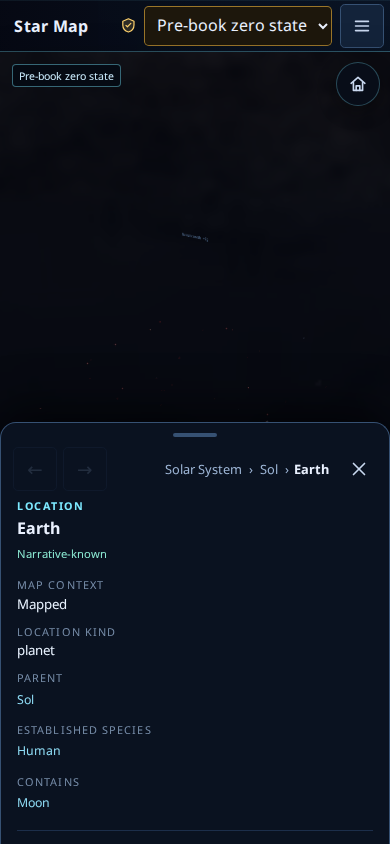 Star Map
Pre-book zero state
Pre-book zero state
Solar System › Sol › Earth
LOCATION
Earth
Narrative-known
MAP CONTEXT
Mapped
LOCATION KIND
planet
PARENT
Sol
ESTABLISHED SPECIES
Human
CONTAINS
Moon